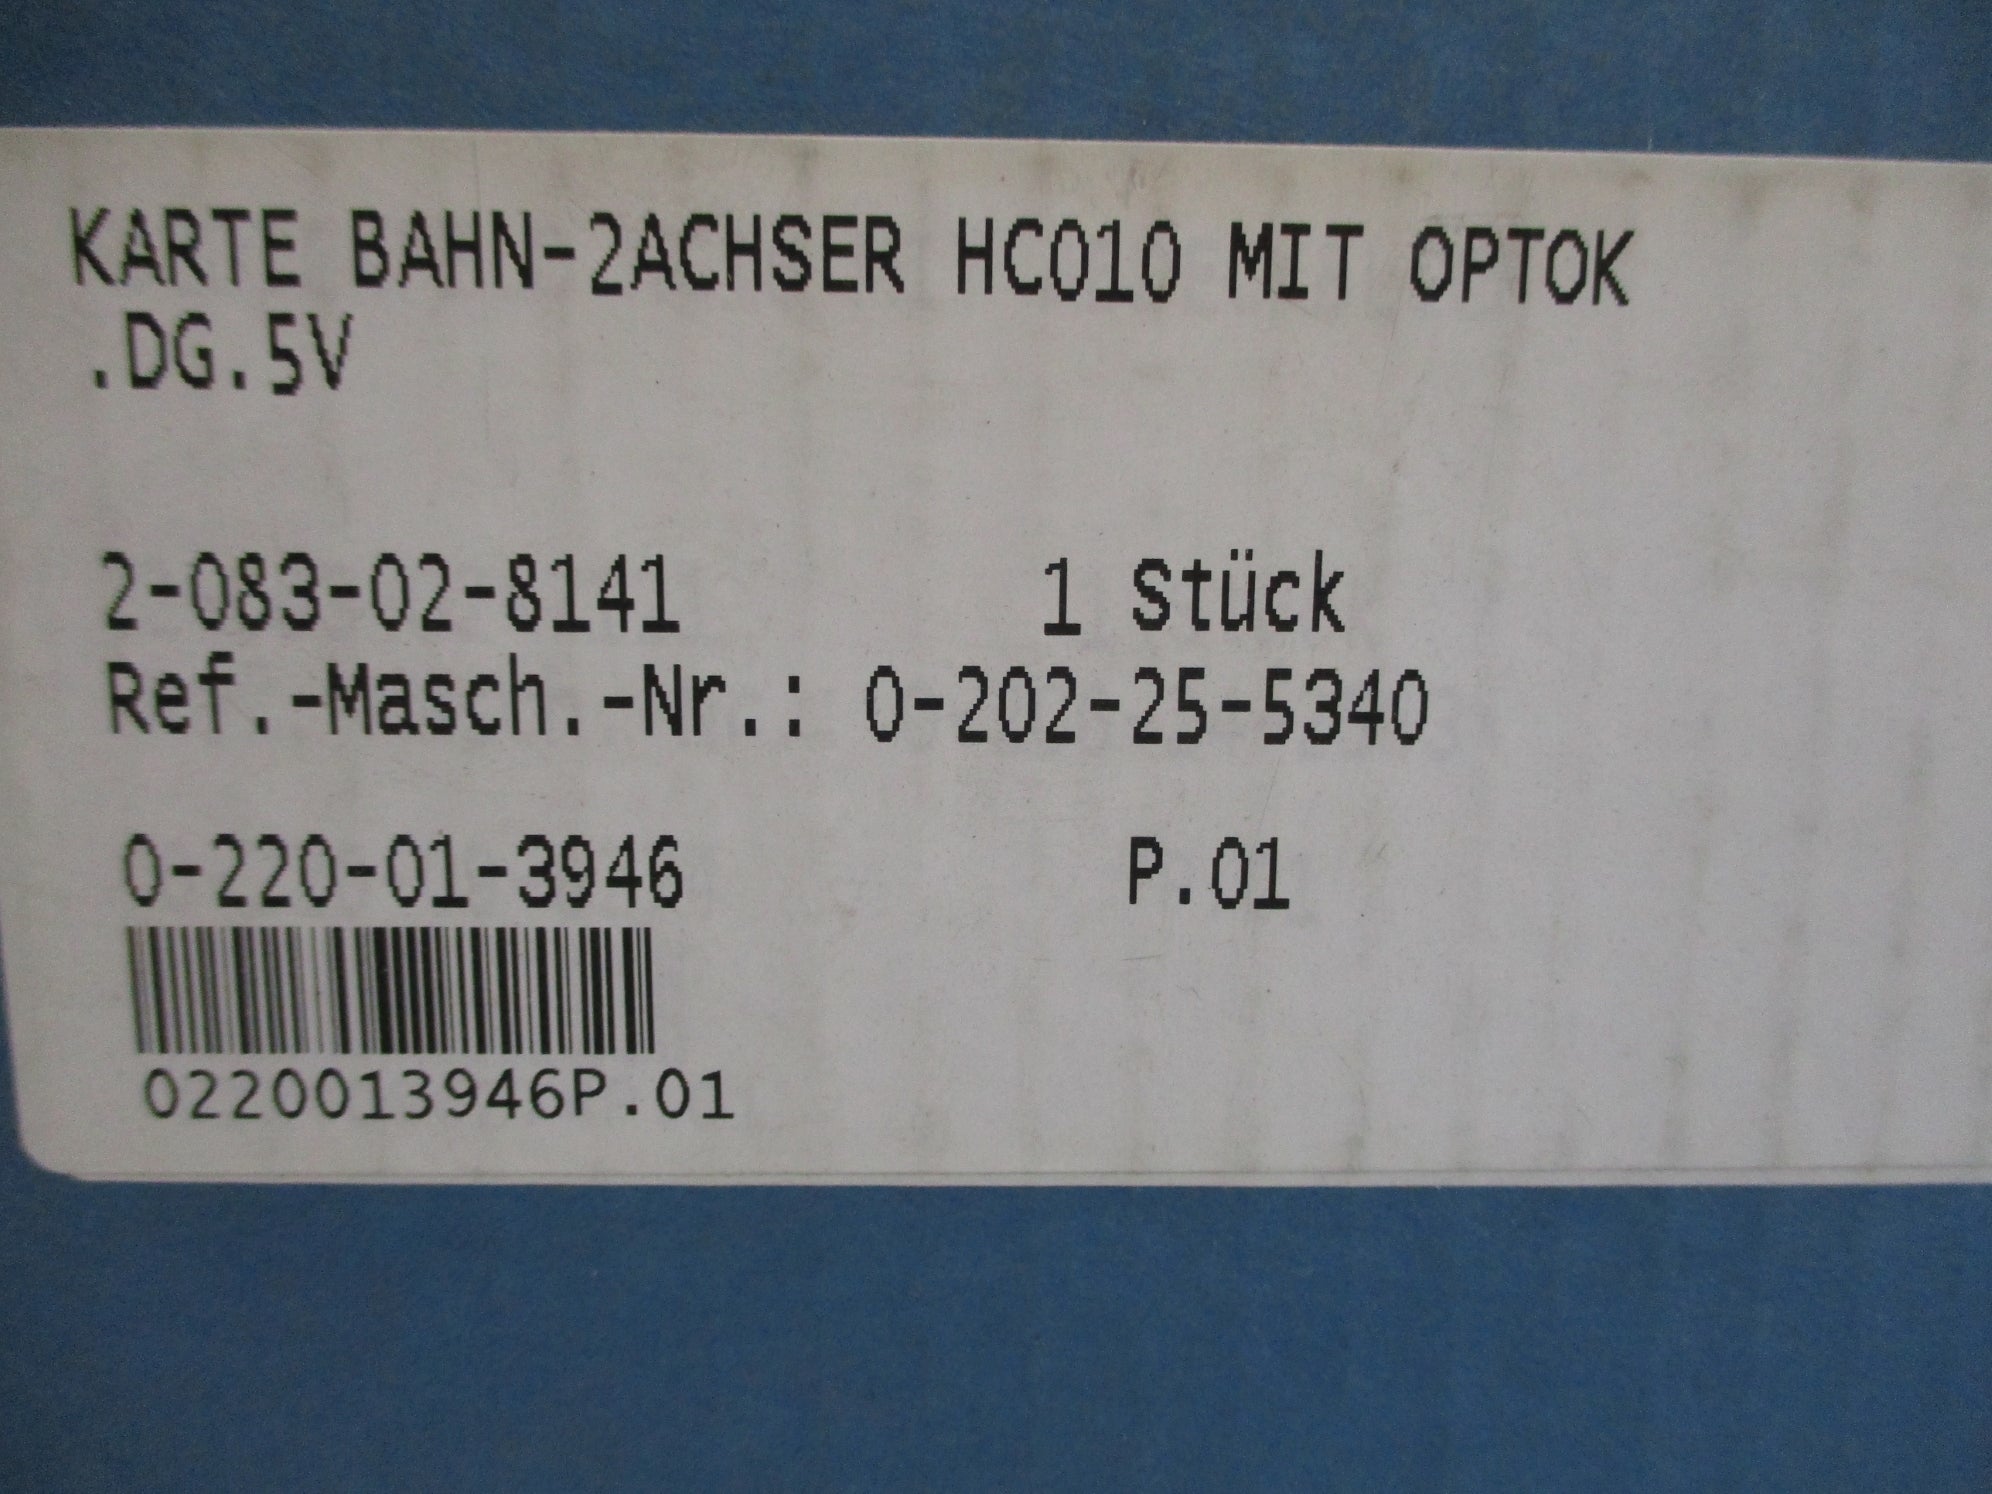 KARTE BAHN-2ACHSER HC010 MIT OPTOK
.DG.5V
2-083-02-8141 1 Stück
Ref.-Masch.-Nr.: 0-202-25-5340
0-220-01-3946 P.01
0220013946P.01